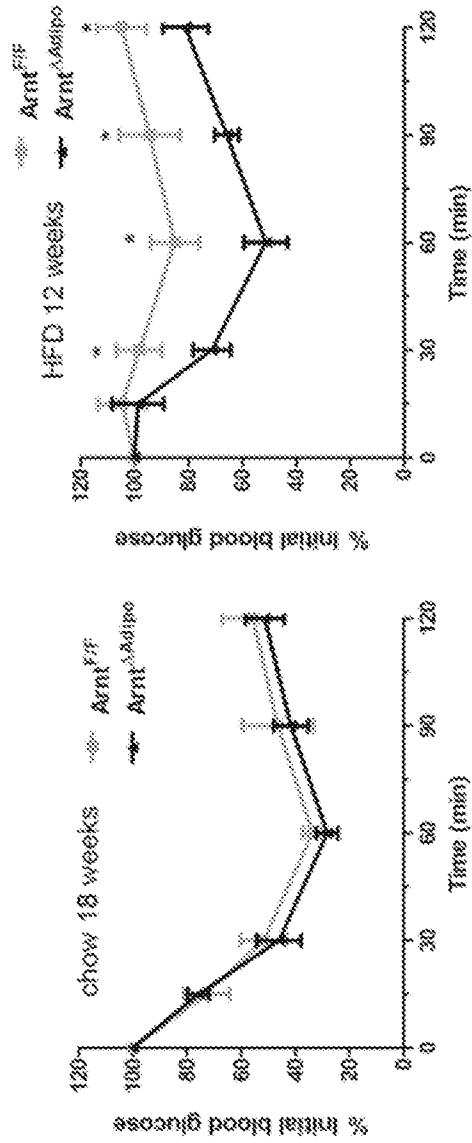 chow 18 weeks
Arnt^F/F
Arnt^ΔAdipo
% Initial blood glucose
120
100
80
60
40
20
0
0
30
60
90
120
Time (min)
HFD 12 weeks
Arnt^F/F
Arnt^ΔAdipo
% Initial blood glucose
120
100
80
60
40
20
0
0
30
60
90
120
Time (min)
*
*
*
*